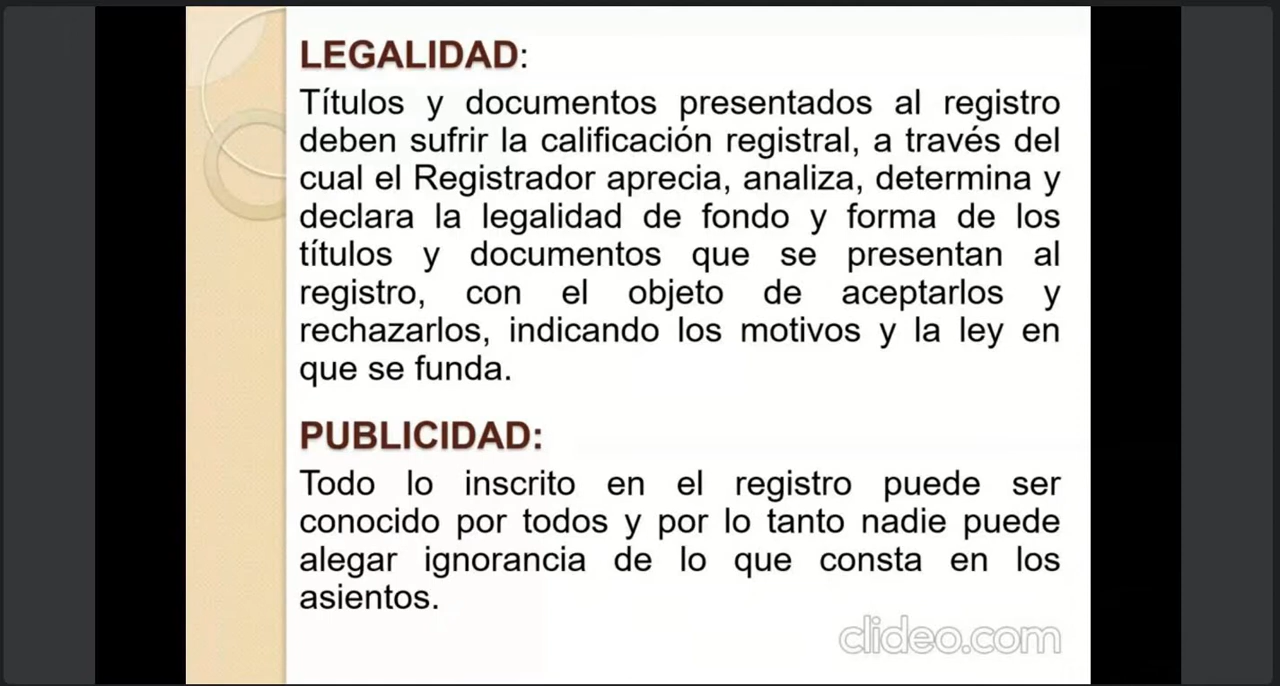 LEGALIDAD:
Títulos y documentos presentados al registro
deben sufrir la calificación registral, a través del
cual el Registrador aprecia, analiza, determina y
declara la legalidad de fondo y forma de los
títulos y documentos que se presentan al
registro, con el objeto de aceptarlos y
rechazarlos, indicando los motivos y la ley en
que se funda.
PUBLICIDAD:
Todo lo inscrito en el registro puede ser
conocido por todos y por lo tanto nadie puede
alegar ignorancia de lo que consta en los
asientos.
clideo.com